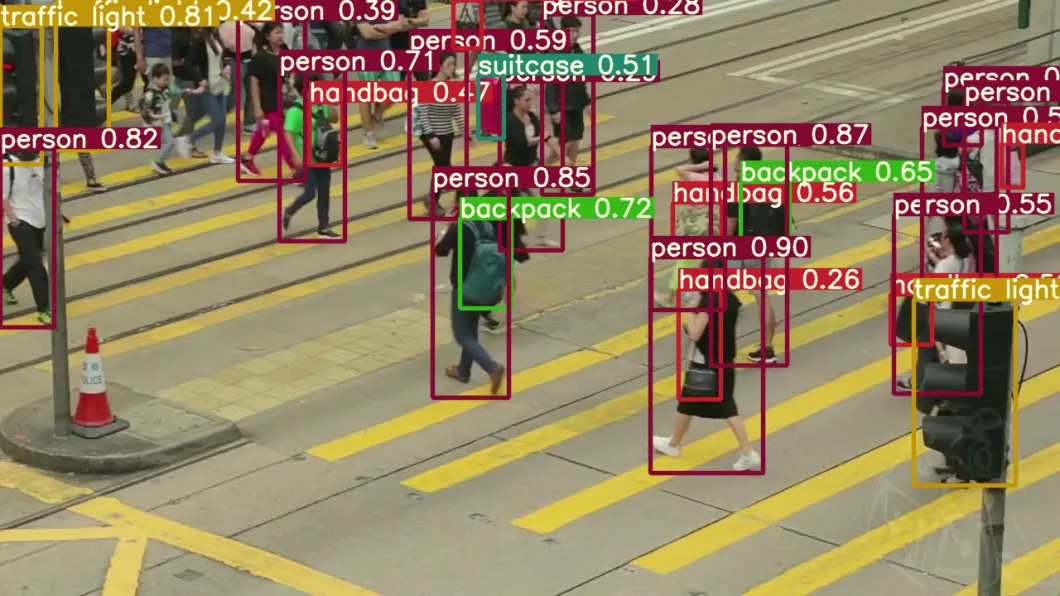 traffic light 0.81
0.42
son 0.39
person 0.28
person 0.59
person 0.71
suitcase 0.51
handbag 0.47
person 0.82
person 0.87
person
person 0.85
backpack 0.65
handbag 0.56
backpack 0.72
person 0.55
person 0.90
handbag 0.26
traffic light
POLICE